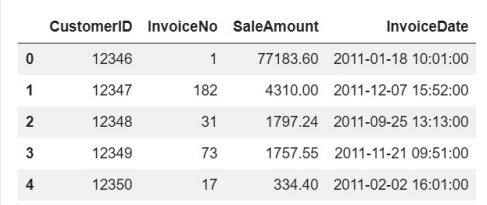 CustomerID InvoiceNo SaleAmount InvoiceDate
0 12346 1 77183.60 2011-01-18 10:01:00
1 12347 182 4310.00 2011-12-07 15:52:00
2 12348 31 1797.24 2011-09-25 13:13:00
3 12349 73 1757.55 2011-11-21 09:51:00
4 12350 17 334.40 2011-02-02 16:01:00